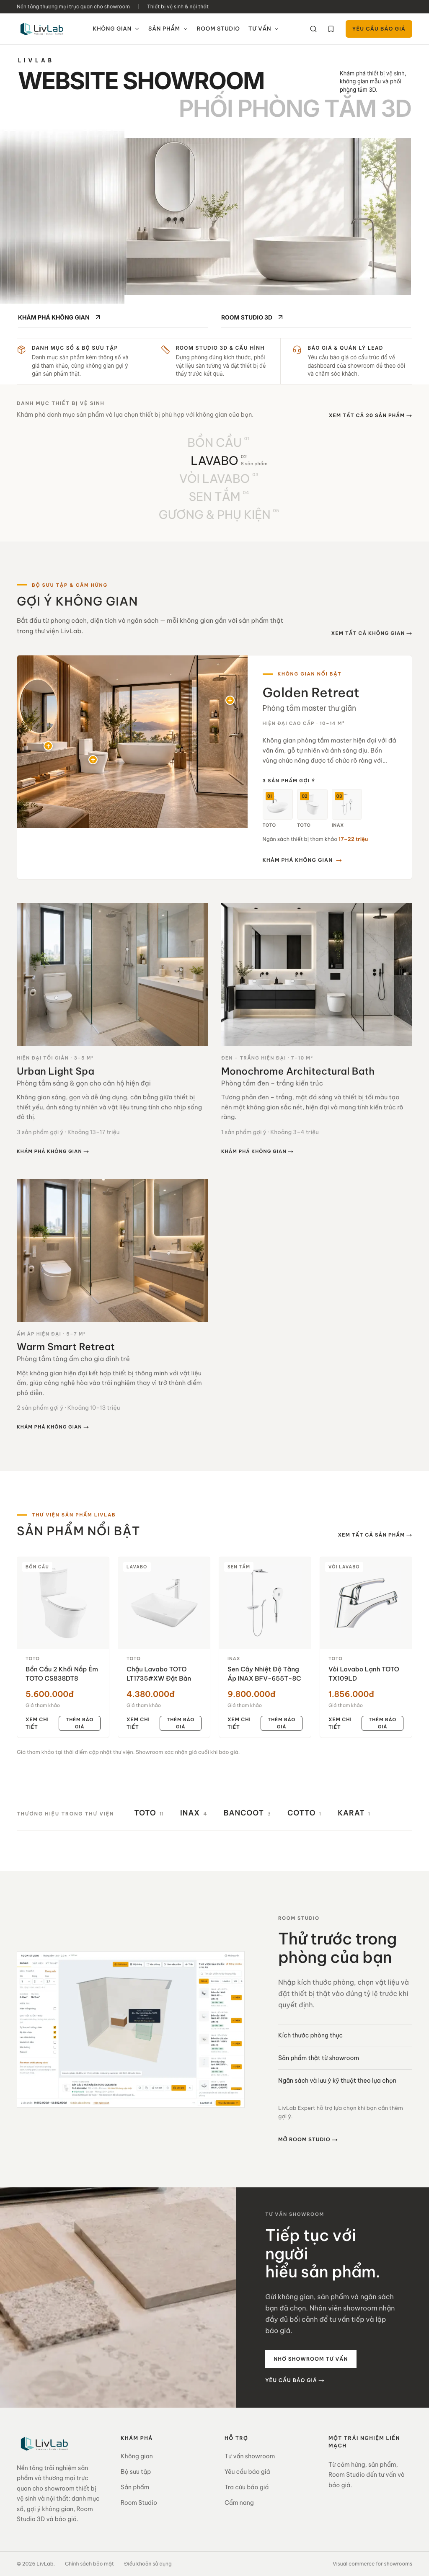 Nền tảng thương mại trực quan cho showroom
Thiết bị vệ sinh & nội thất
LivLab
KHÔNG GIAN
SẢN PHẨM
ROOM STUDIO
TƯ VẤN
YÊU CẦU BÁO GIÁ
LIVLAB
WEBSITE SHOWROOM
PHỐI PHÒNG TẮM 3D
Khám phá thiết bị vệ sinh,
không gian mẫu và phối
phòng tắm 3D.
KHÁM PHÁ KHÔNG GIAN
ROOM STUDIO 3D
DANH MỤC SỐ & BỘ SƯU TẬP
Danh mục sản phẩm kèm thông số và
giá tham khảo, cùng không gian gợi ý
gắn sản phẩm thật.
ROOM STUDIO 3D & CẤU HÌNH
Dựng phòng đúng kích thước, phối
vật liệu sàn tường và đặt thiết bị để
thấy trước kết quả.
BÁO GIÁ & QUẢN LÝ LEAD
Yêu cầu báo giá có cấu trúc đổ về
dashboard của showroom để theo dõi
và chăm sóc khách.
DANH MỤC THIẾT BỊ VỆ SINH
Khám phá danh mục sản phẩm và lựa chọn thiết bị phù hợp với không gian của bạn.
XEM TẤT CẢ 20 SẢN PHẨM →
BỒN CẦU 01
LAVABO 02
8 sản phẩm
VÒI LAVABO 03
SEN TẮM 04
GƯƠNG & PHỤ KIỆN 05
BỘ SƯU TẬP & CẢM HỨNG
GỢI Ý KHÔNG GIAN
Bắt đầu từ phong cách, diện tích và ngân sách — mỗi không gian gắn với sản phẩm thật
trong thư viện LivLab.
XEM TẤT CẢ KHÔNG GIAN →
KHÔNG GIAN NỔI BẬT
Golden Retreat
Phòng tắm master thư giãn
HIỆN ĐẠI CAO CẤP · 10–14 M²
Không gian phòng tắm master hiện đại với đá
vân ấm, gỗ tự nhiên và ánh sáng dịu. Bồn
vùng chức năng được tổ chức rõ ràng với…
3 SẢN PHẨM GỢI Ý
01
02
03
TOTO
TOTO
INAX
Ngân sách thiết bị tham khảo 17–22 triệu
KHÁM PHÁ KHÔNG GIAN →
HIỆN ĐẠI TỐI GIẢN · 3–5 M²
Urban Light Spa
Phòng tắm sáng & gọn cho căn hộ hiện đại
Không gian sáng, gọn và dễ ứng dụng, cân bằng giữa thiết bị
thiết yếu, ánh sáng tự nhiên và vật liệu trung tính cho nhịp sống
đô thị.
3 sản phẩm gợi ý · Khoảng 13–17 triệu
KHÁM PHÁ KHÔNG GIAN →
ĐEN – TRẮNG HIỆN ĐẠI · 7–10 M²
Monochrome Architectural Bath
Phòng tắm đen – trắng kiến trúc
Tương phản đen – trắng, mặt đá sáng và thiết bị tối màu tạo
nên một không gian sắc nét, hiện đại và mang tính kiến trúc rõ
ràng.
1 sản phẩm gợi ý · Khoảng 3–4 triệu
KHÁM PHÁ KHÔNG GIAN →
ẤM ÁP HIỆN ĐẠI · 5–7 M²
Warm Smart Retreat
Phòng tắm tông ấm cho gia đình trẻ
Một không gian hiện đại kết hợp thiết bị thông minh với vật liệu
ấm, giúp công nghệ hòa vào trải nghiệm thay vì trở thành điểm
phô diễn.
2 sản phẩm gợi ý · Khoảng 10–13 triệu
KHÁM PHÁ KHÔNG GIAN →
THƯ VIỆN SẢN PHẨM LIVLAB
SẢN PHẨM NỔI BẬT
XEM TẤT CẢ SẢN PHẨM →
BỒN CẦU
TOTO
Bồn Cầu 2 Khối Nắp Êm
TOTO CS838DT8
5.600.000₫
Giá tham khảo
XEM CHI TIẾT
THÊM BÁO GIÁ
LAVABO
TOTO
Chậu Lavabo TOTO
LT1735#XW Đặt Bàn
4.380.000₫
Giá tham khảo
XEM CHI TIẾT
THÊM BÁO GIÁ
SEN TẮM
INAX
Sen Cây Nhiệt Độ Tăng
Áp INAX BFV-655T-8C
9.800.000₫
Giá tham khảo
XEM CHI TIẾT
THÊM BÁO GIÁ
VÒI LAVABO
TOTO
Vòi Lavabo Lạnh TOTO
TX109LD
1.856.000₫
Giá tham khảo
XEM CHI TIẾT
THÊM BÁO GIÁ
Giá tham khảo tại thời điểm cập nhật thư viện. Showroom xác nhận giá cuối khi báo giá.
THƯƠNG HIỆU TRONG THƯ VIỆN
TOTO 11
INAX 4
BANCOOT 3
COTTO 1
KARAT 1
ROOM STUDIO
Thử trước trong
phòng của bạn
Nhập kích thước phòng, chọn vật liệu và
đặt thiết bị thật vào đúng tỷ lệ trước khi
quyết định.
Kích thước phòng thực
Sản phẩm thật từ showroom
Ngân sách và lưu ý kỹ thuật theo lựa chọn
LivLab Expert hỗ trợ lựa chọn khi bạn cần thêm
gợi ý.
MỞ ROOM STUDIO →
TƯ VẤN SHOWROOM
Tiếp tục với
người
hiểu sản phẩm.
Gửi không gian, sản phẩm và ngân sách
bạn đã chọn. Nhân viên showroom nhận
đầy đủ bối cảnh để tư vấn tiếp và lập
báo giá.
NHỜ SHOWROOM TƯ VẤN
YÊU CẦU BÁO GIÁ →
LivLab
Nền tảng trải nghiệm sản
phẩm và thương mại trực
quan cho showroom thiết bị
vệ sinh và nội thất: danh mục
số, gợi ý không gian, Room
Studio 3D và báo giá.
KHÁM PHÁ
Không gian
Bộ sưu tập
Sản phẩm
Room Studio
HỖ TRỢ
Tư vấn showroom
Yêu cầu báo giá
Tra cứu báo giá
Cẩm nang
MỘT TRẢI NGHIỆM LIỀN
MẠCH
Từ cảm hứng, sản phẩm,
Room Studio đến tư vấn và
báo giá.
© 2026 LivLab.
Chính sách bảo mật
Điều khoản sử dụng
Visual commerce for showrooms